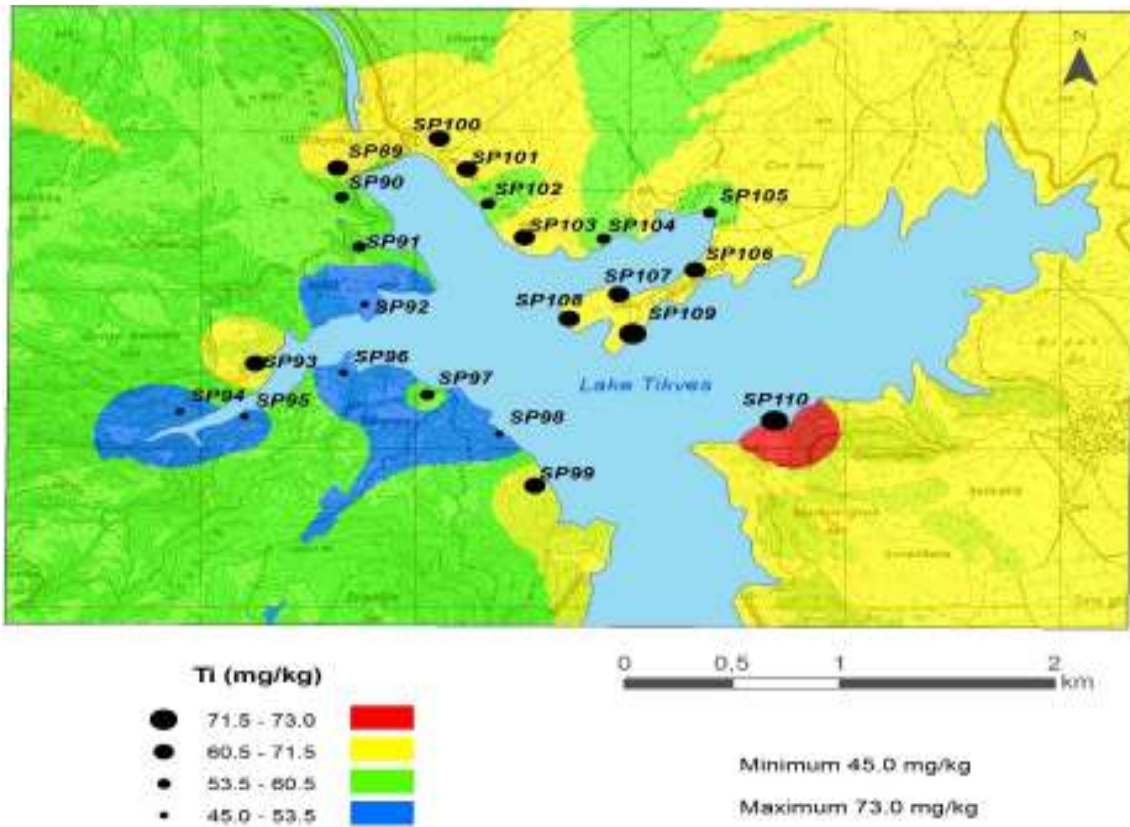 N
SP100
SP89
SP101
SP90
SP102
SP105
SP103
SP104
SP91
SP106
SP107
SP92
SP108
SP109
SP96
SP93
SP97
Lake Tikves
SP94
SP95
SP98
SP110
SP99
Ti (mg/kg)
71.5 - 73.0
60.5 - 71.5
53.5 - 60.5
45.0 - 53.5
0 0,5 1 2
km
Minimum 45.0 mg/kg
Maximum 73.0 mg/kg